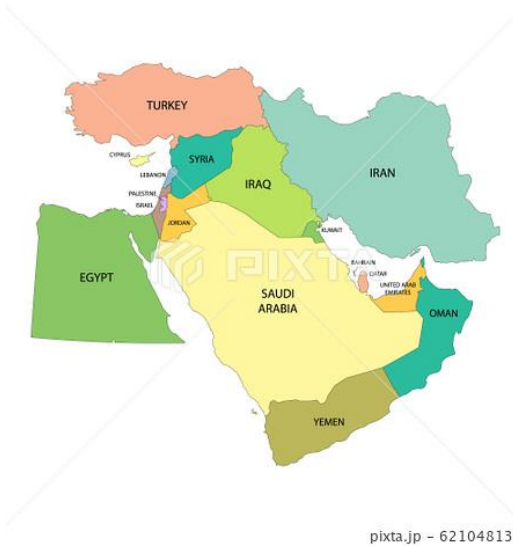 TURKEY
CYPRUS
SYRIA
LEBANON
IRAN
IRAQ
PALESTINE
ISRAEL
JORDAN
KUWAIT
PIXTA
BAHRAIN
QATAR
EGYPT
UNITED ARAB
EMIRATES
SAUDI
ARABIA
OMAN
YEMEN
pixta.jp - 62104813